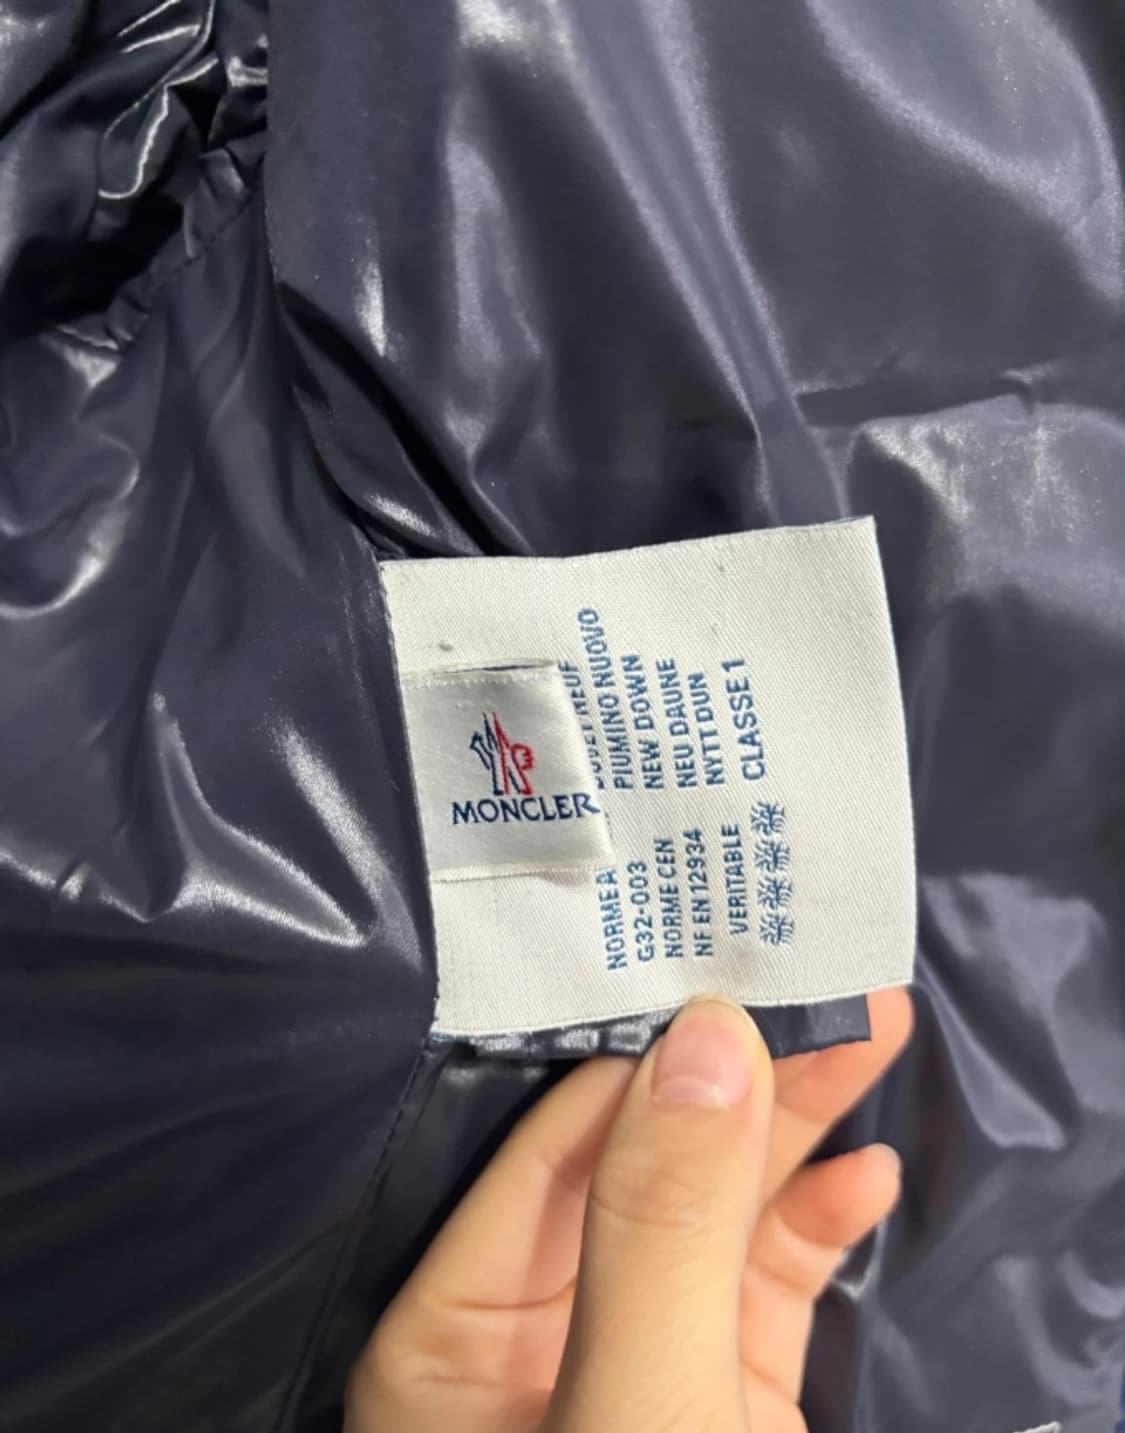 MONCLER
NEUF
PIUMINO NUOVO
NEW DOWN
NEU DAUNE
NYTT DUN
CLASSE 1
NORME A
G32-003
NORME CEN
NF EN 12934
VERITABLE